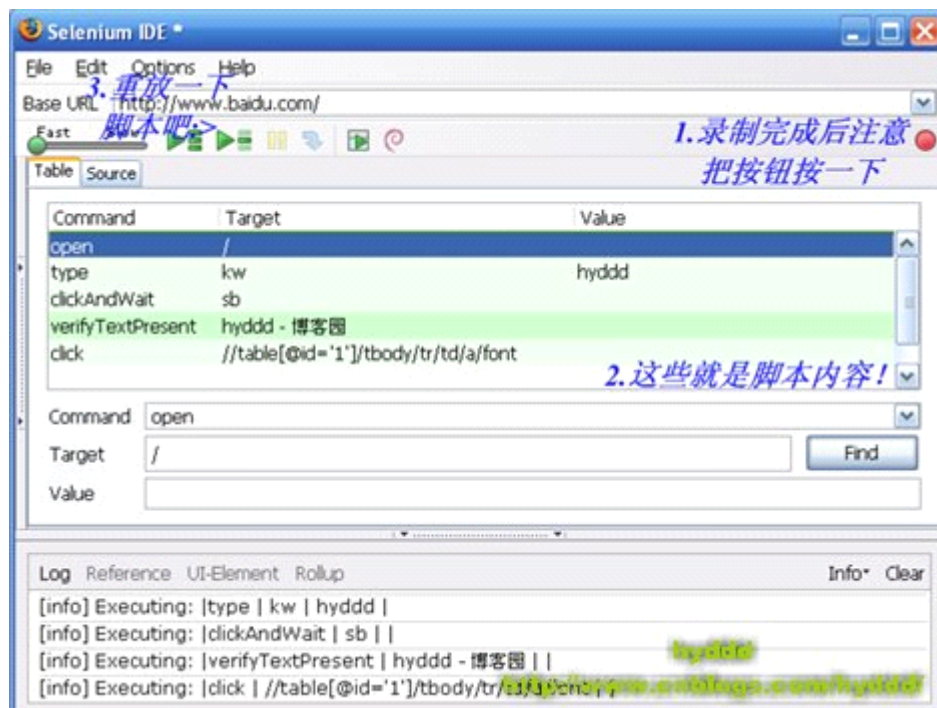 Selenium IDE *
File Edit Options Help
Base URL http://www.baidu.com/
3.重放一下
脚本吧:>
Fast
1.录制完成后注意
把按钮按一下
Table Source
Command Target Value
open /
type kw hyddd
clickAndWait sb
verifyTextPresent hyddd - 博客园
click //table[@id='1']/tbody/tr/td/a/font
2.这些就是脚本内容!
Command open
Target / Find
Value
Log Reference UI-Element Rollup Info Clear
[info] Executing: |type | kw | hyddd |
[info] Executing: |clickAndWait | sb | |
[info] Executing: |verifyTextPresent | hyddd - 博客园 | |
[info] Executing: |click | //table[@id='1']/tbody/tr/
hyddd
http://www.cnblogs.com/hyddd/